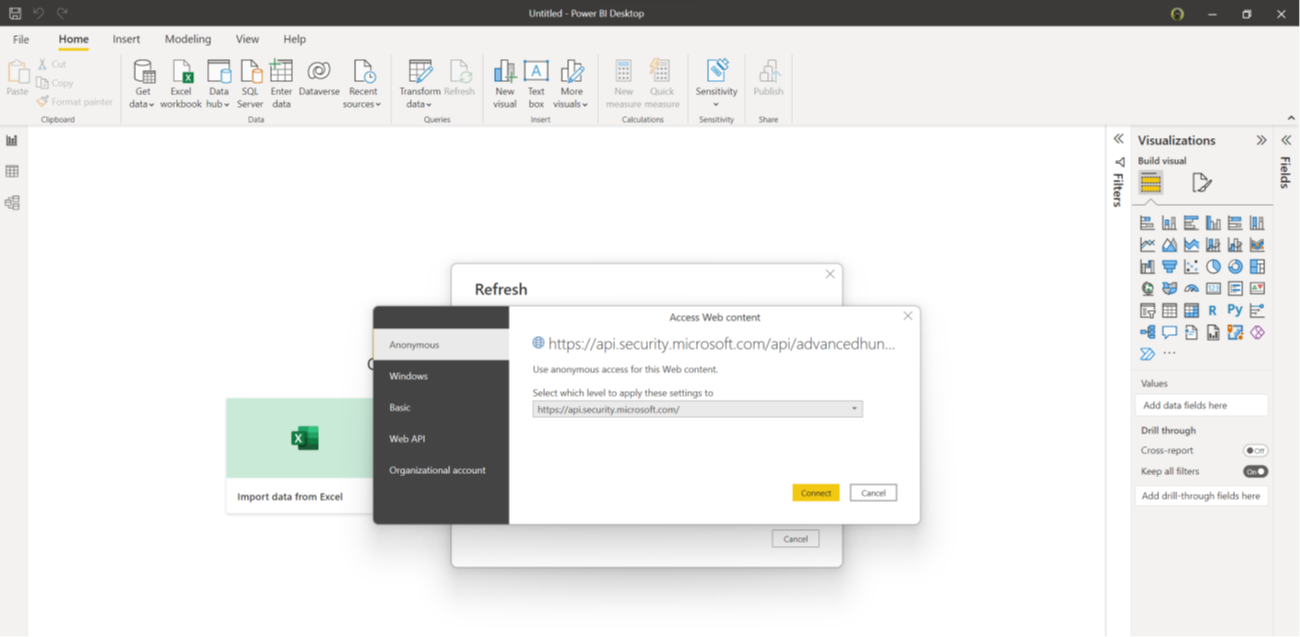 Untitled - Power BI Desktop
File Home Insert Modeling View Help
Paste
Cut
Copy
Format painter
Clipboard
Get data
Excel workbook
Data hub
SQL Server
Enter data
Dataverse
Recent sources
Data
Transform data
Refresh
Queries
New visual
Text box
More visuals
Insert
New measure
Quick measure
Calculations
Sensitivity
Sensitivity
Publish
Share
Refresh
Access Web content
Anonymous
Windows
Basic
Web API
Organizational account
https://api.security.microsoft.com/api/advancedhun...
Use anonymous access for this Web content.
Select which level to apply these settings to
https://api.security.microsoft.com/
Connect
Cancel
Cancel
Import data from Excel
Filters
Visualizations
Build visual
R
Py
Values
Add data fields here
Drill through
Cross-report
Off
Keep all filters
On
Add drill-through fields here
Fields